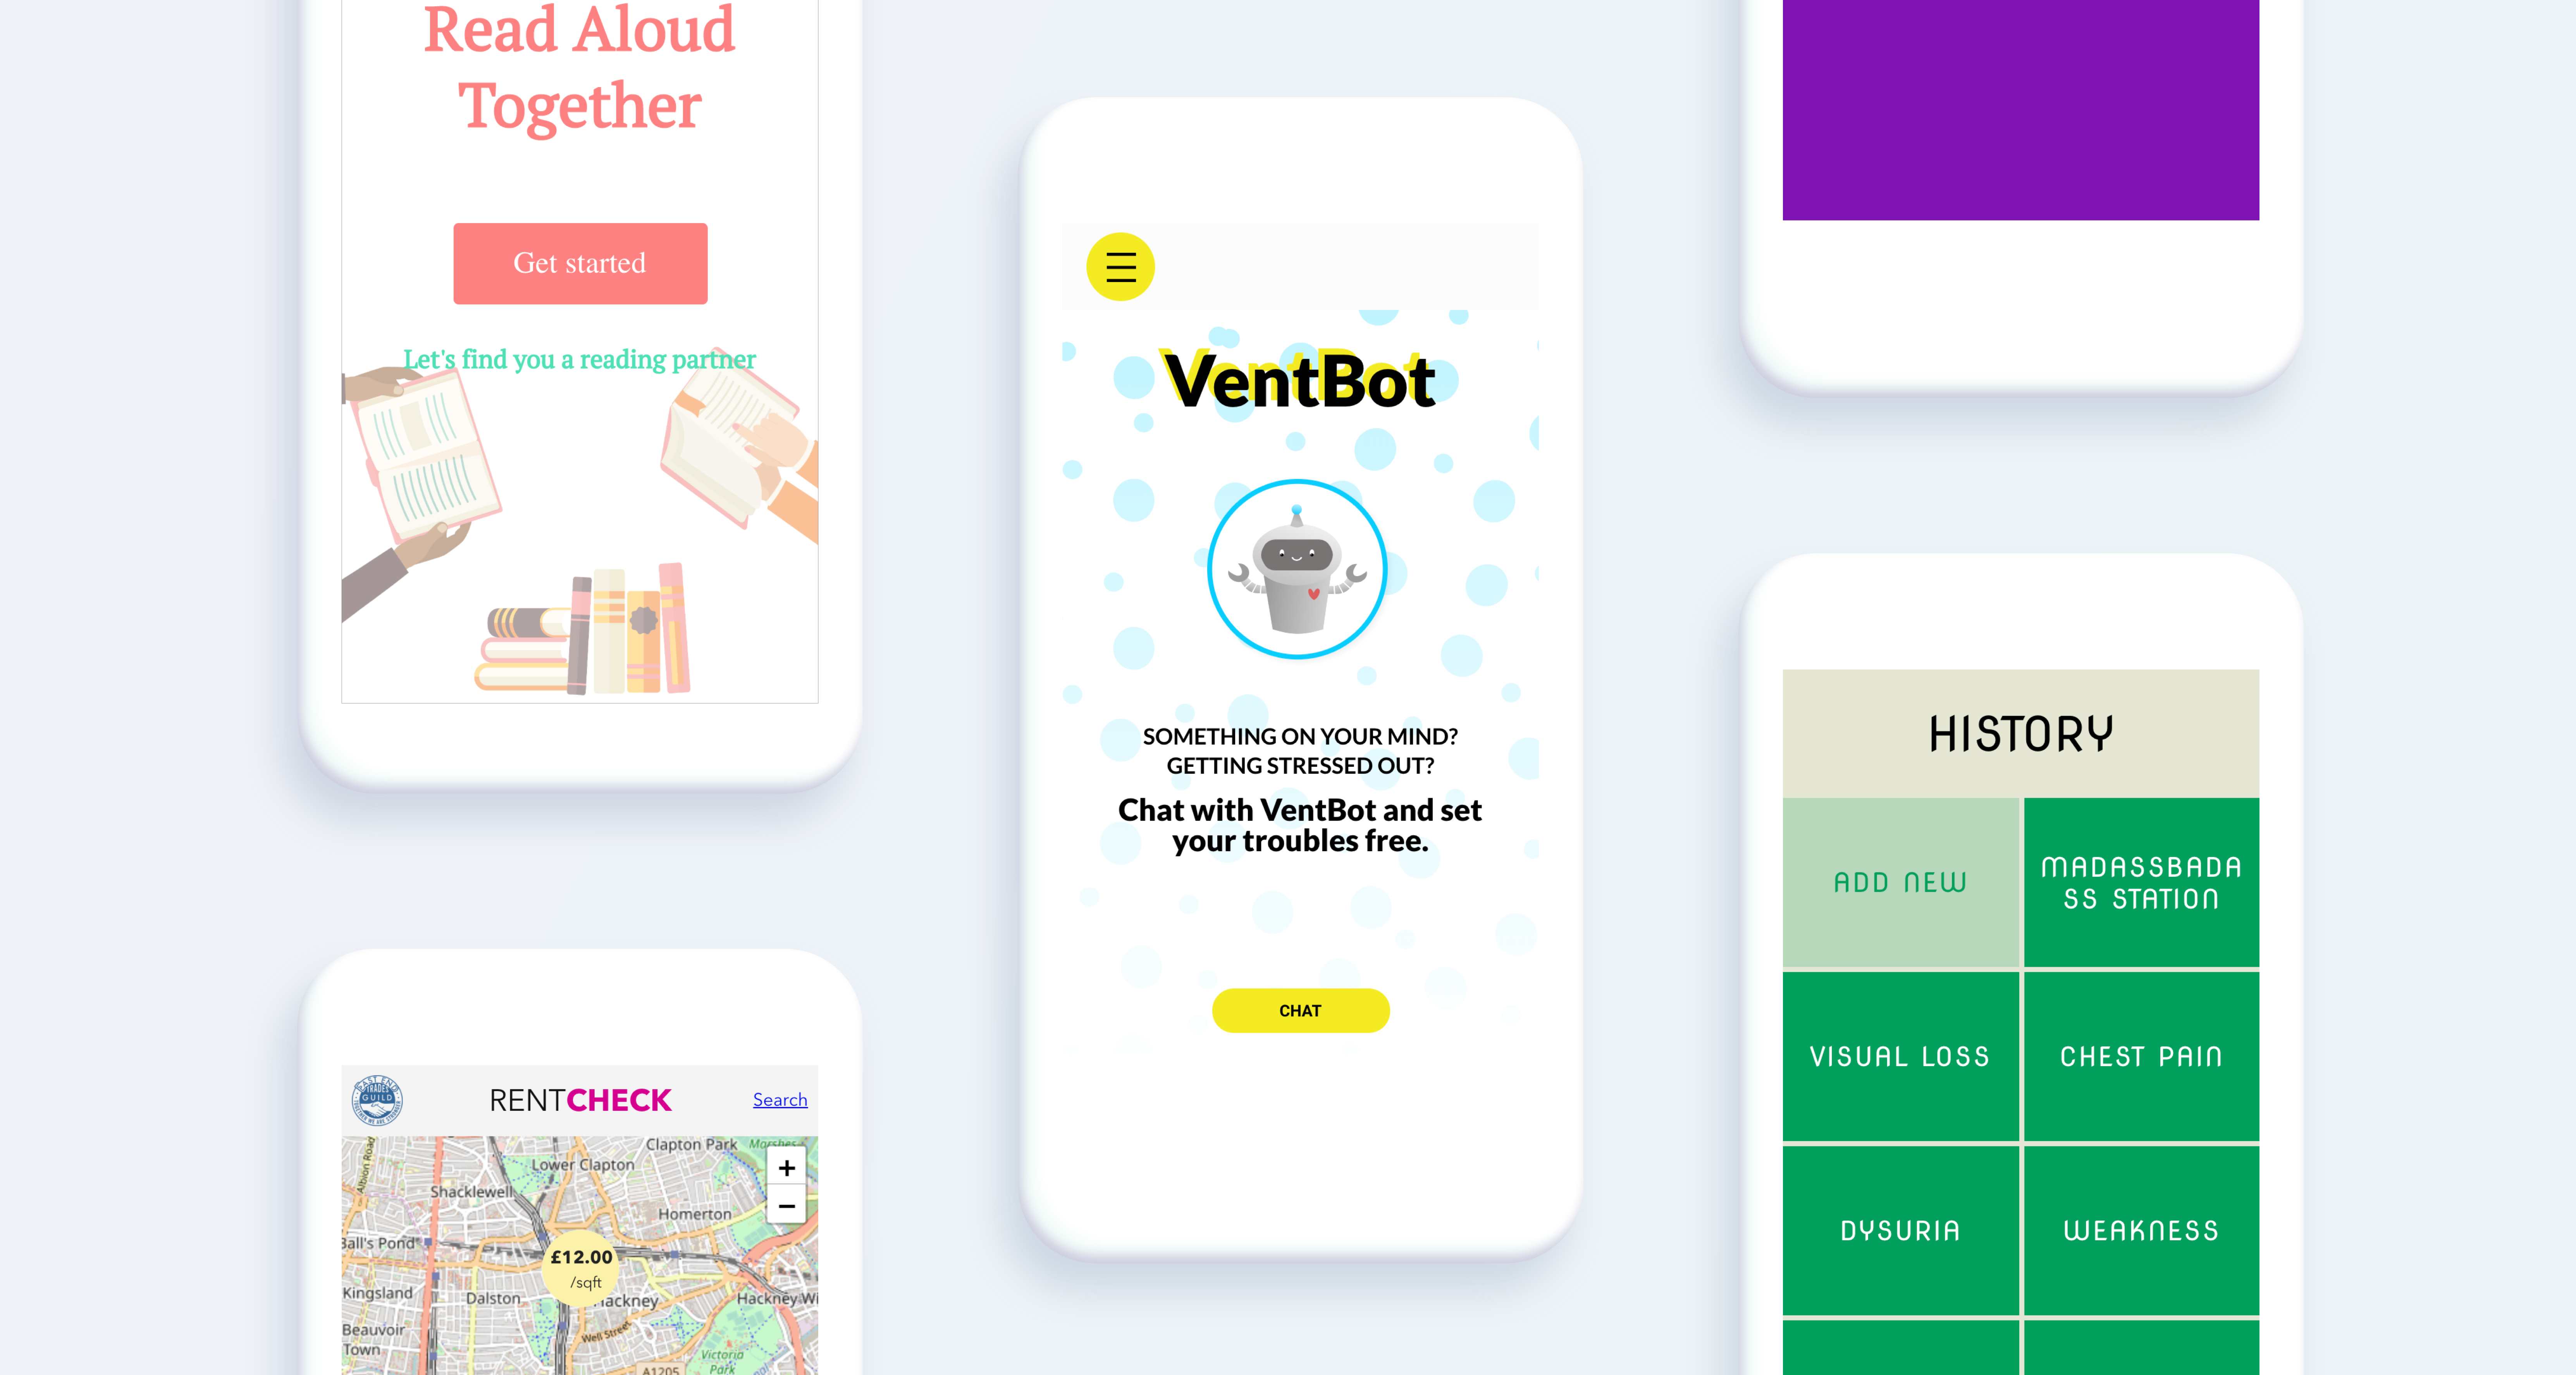 Read Aloud
Together
Get started
Let's find you a reading partner
RENTCHECK
Search
GUILD
Clapton Park
Lower Clapton
Albion Road
Shacklewell
+
−
Homerton
Ball's Pond
£12.00
/sqft
Kingsland
Dalston
Hackney
Hackney Wi
Beauvoir
Town
Well Street
Victoria
Park
A1205
VentBot
SOMETHING ON YOUR MIND?
GETTING STRESSED OUT?
Chat with VentBot and set
your troubles free.
CHAT
HISTORY
ADD NEW
MADASSBADA
SS STATION
VISUAL LOSS
CHEST PAIN
DYSURIA
WEAKNESS